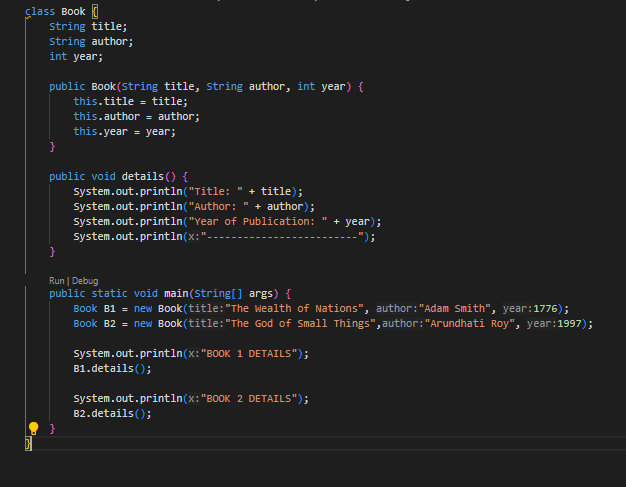 class Book {
String title;
String author;
int year;
public Book(String title, String author, int year) {
this.title = title;
this.author = author;
this.year = year;
}
public void details() {
System.out.println("Title: " + title);
System.out.println("Author: " + author);
System.out.println("Year of Publication: " + year);
System.out.println(x:"-------------------------");
}
Run | Debug
public static void main(String[] args) {
Book B1 = new Book(title:"The Wealth of Nations", author:"Adam Smith", year:1776);
Book B2 = new Book(title:"The God of Small Things",author:"Arundhati Roy", year:1997);
System.out.println(x:"BOOK 1 DETAILS");
B1.details();
System.out.println(x:"BOOK 2 DETAILS");
B2.details();
}
}